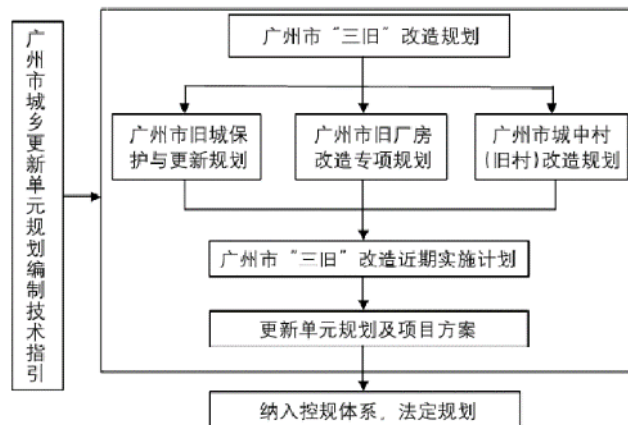 广州市城乡更新单元规划编制技术指引
广州市“三旧”改造规划
广州市旧城保
护与更新规划
广州市旧厂房
改造专项规划
广州市城中村
(旧村)改造规划
广州市“三旧”改造近期实施计划
更新单元规划及项目方案
纳入控规体系,法定规划